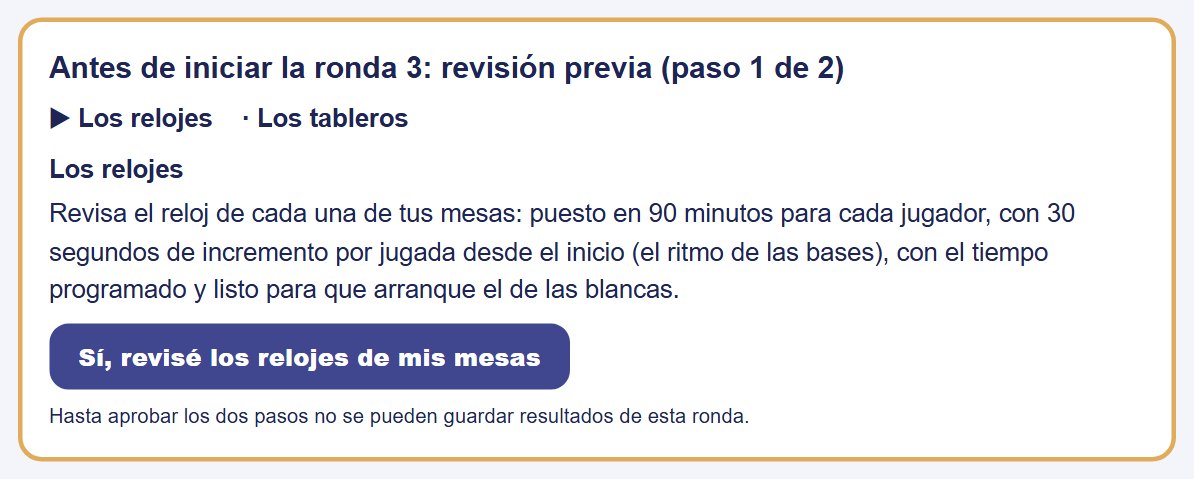 Antes de iniciar la ronda 3: revisión previa (paso 1 de 2)
▶ Los relojes · Los tableros
Los relojes
Revisa el reloj de cada una de tus mesas: puesto en 90 minutos para cada jugador, con 30
segundos de incremento por jugada desde el inicio (el ritmo de las bases), con el tiempo
programado y listo para que arranque el de las blancas.
Sí, revisé los relojes de mis mesas
Hasta aprobar los dos pasos no se pueden guardar resultados de esta ronda.